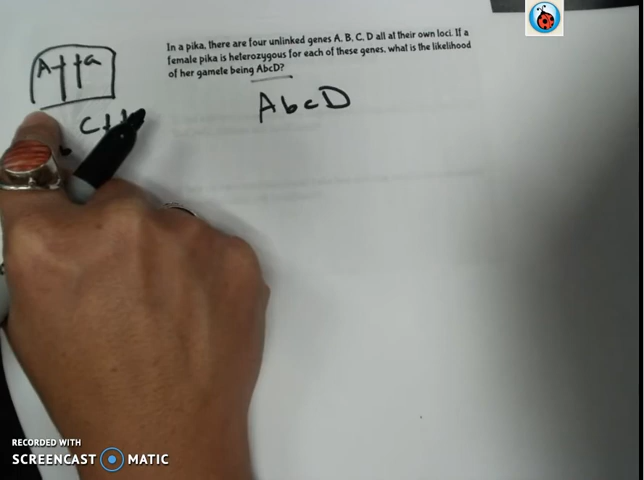 In a pika, there are four unlinked genes A, B, C, D all at their own loci. If a
female pika is heterozygous for each of these genes, what is the likelihood
of her gamete being AbcD?
A a
AbcD
C
RECORDED WITH
SCREENCAST MATIC